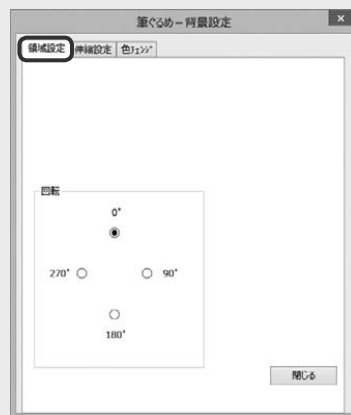 筆ぐるめ－背景設定
×
領域設定 伸縮設定 色ﾁｪﾝｼﾞ
回転
0°
270° 90°
180°
閉じる